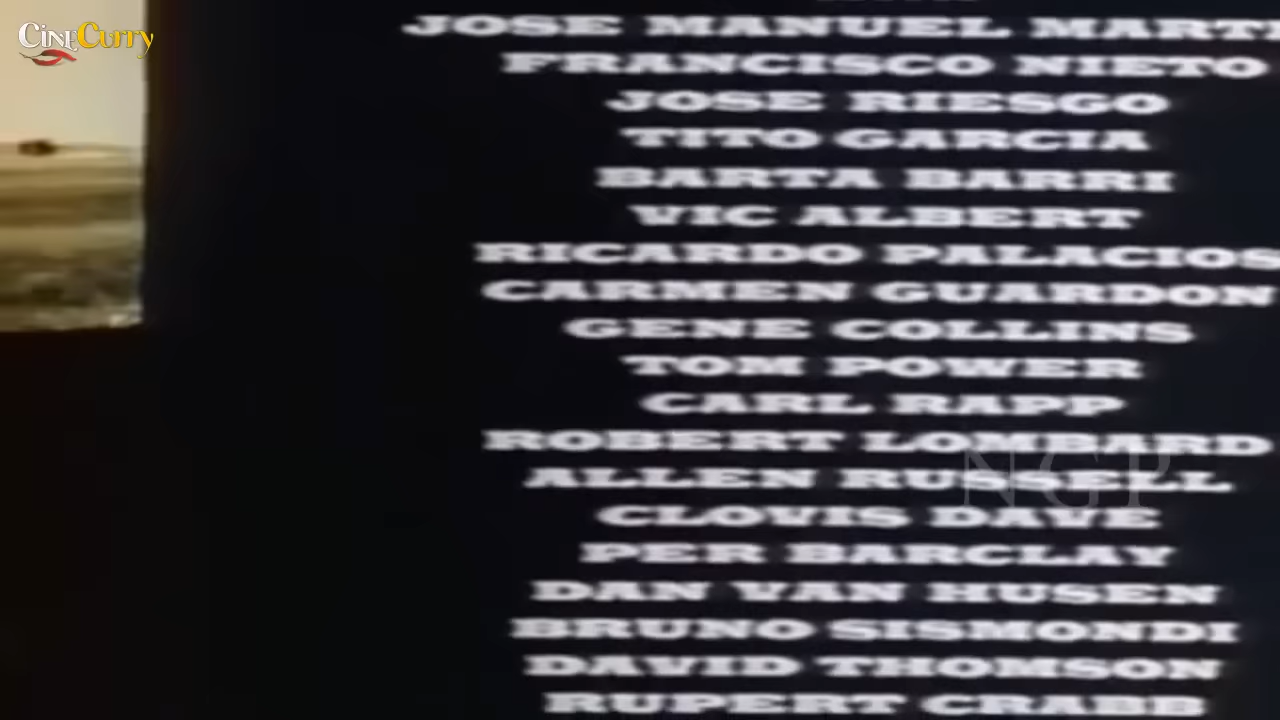 CINECURRY
JOSE MANUEL MARTI
FRANCISCO NIETO
JOSE RIESGO
TITO GARCIA
BARTA BARRI
VIC ALBERT
RICARDO PALACIOS
CARMEN GUARDON
GENE COLLINS
TOM POWER
CARL RAPP
ROBERT LOMBARD
ALLEN RUSSELL
NGP
CLOVIS DAVE
PER BARCLAY
DAN VAN HUSEN
BRUNO SISMONDI
DAVID THOMSON
RUPERT CRABB